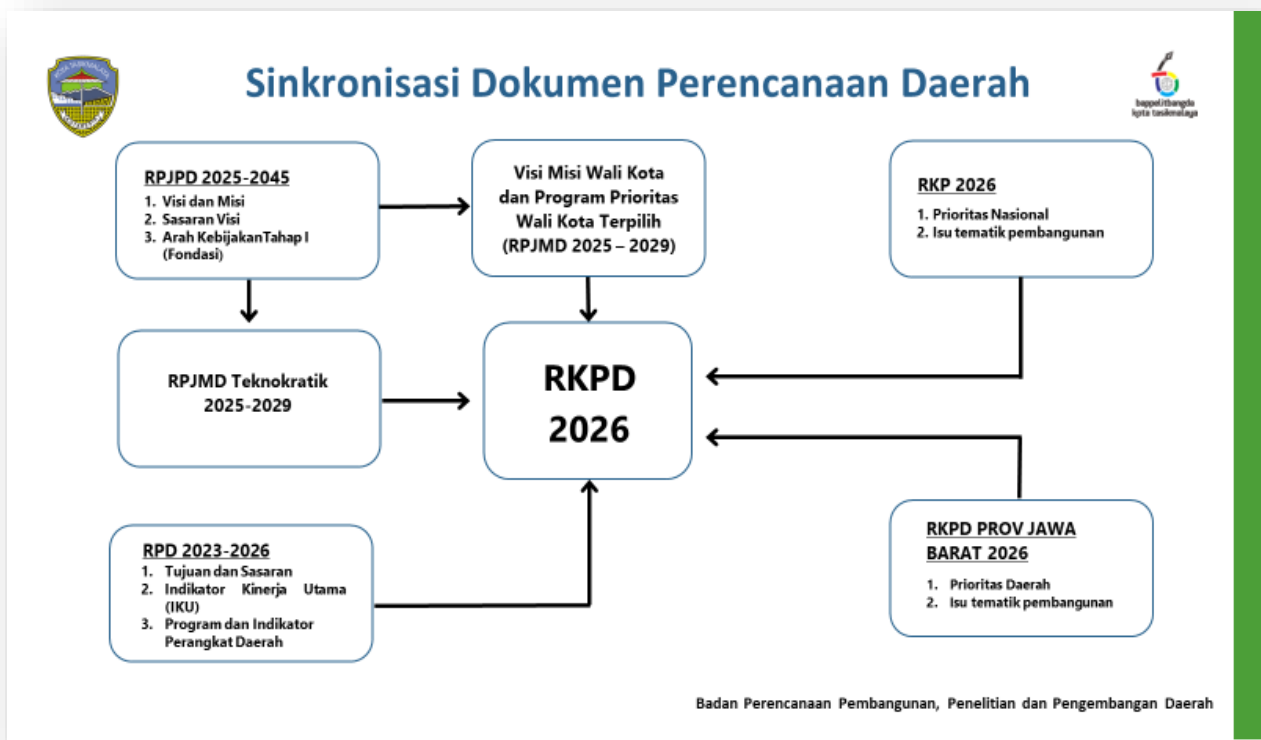 KOTA TASIKMALAYA
Sinkronisasi Dokumen Perencanaan Daerah
bappelitbangda
kota tasikmalaya
RPJPD 2025-2045
1. Visi dan Misi
2. Sasaran Visi
3. Arah KebijakanTahap I
(Fondasi)
Visi Misi Wali Kota
dan Program Prioritas
Wali Kota Terpilih
(RPJMD 2025 – 2029)
RKP 2026
1. Prioritas Nasional
2. Isu tematik pembangunan
RPJMD Teknokratik
2025-2029
RKPD
2026
RPD 2023-2026
1. Tujuan dan Sasaran
2. Indikator Kinerja Utama
(IKU)
3. Program dan Indikator
Perangkat Daerah
RKPD PROV JAWA
BARAT 2026
1. Prioritas Daerah
2. Isu tematik pembangunan
Badan Perencanaan Pembangunan, Penelitian dan Pengembangan Daerah